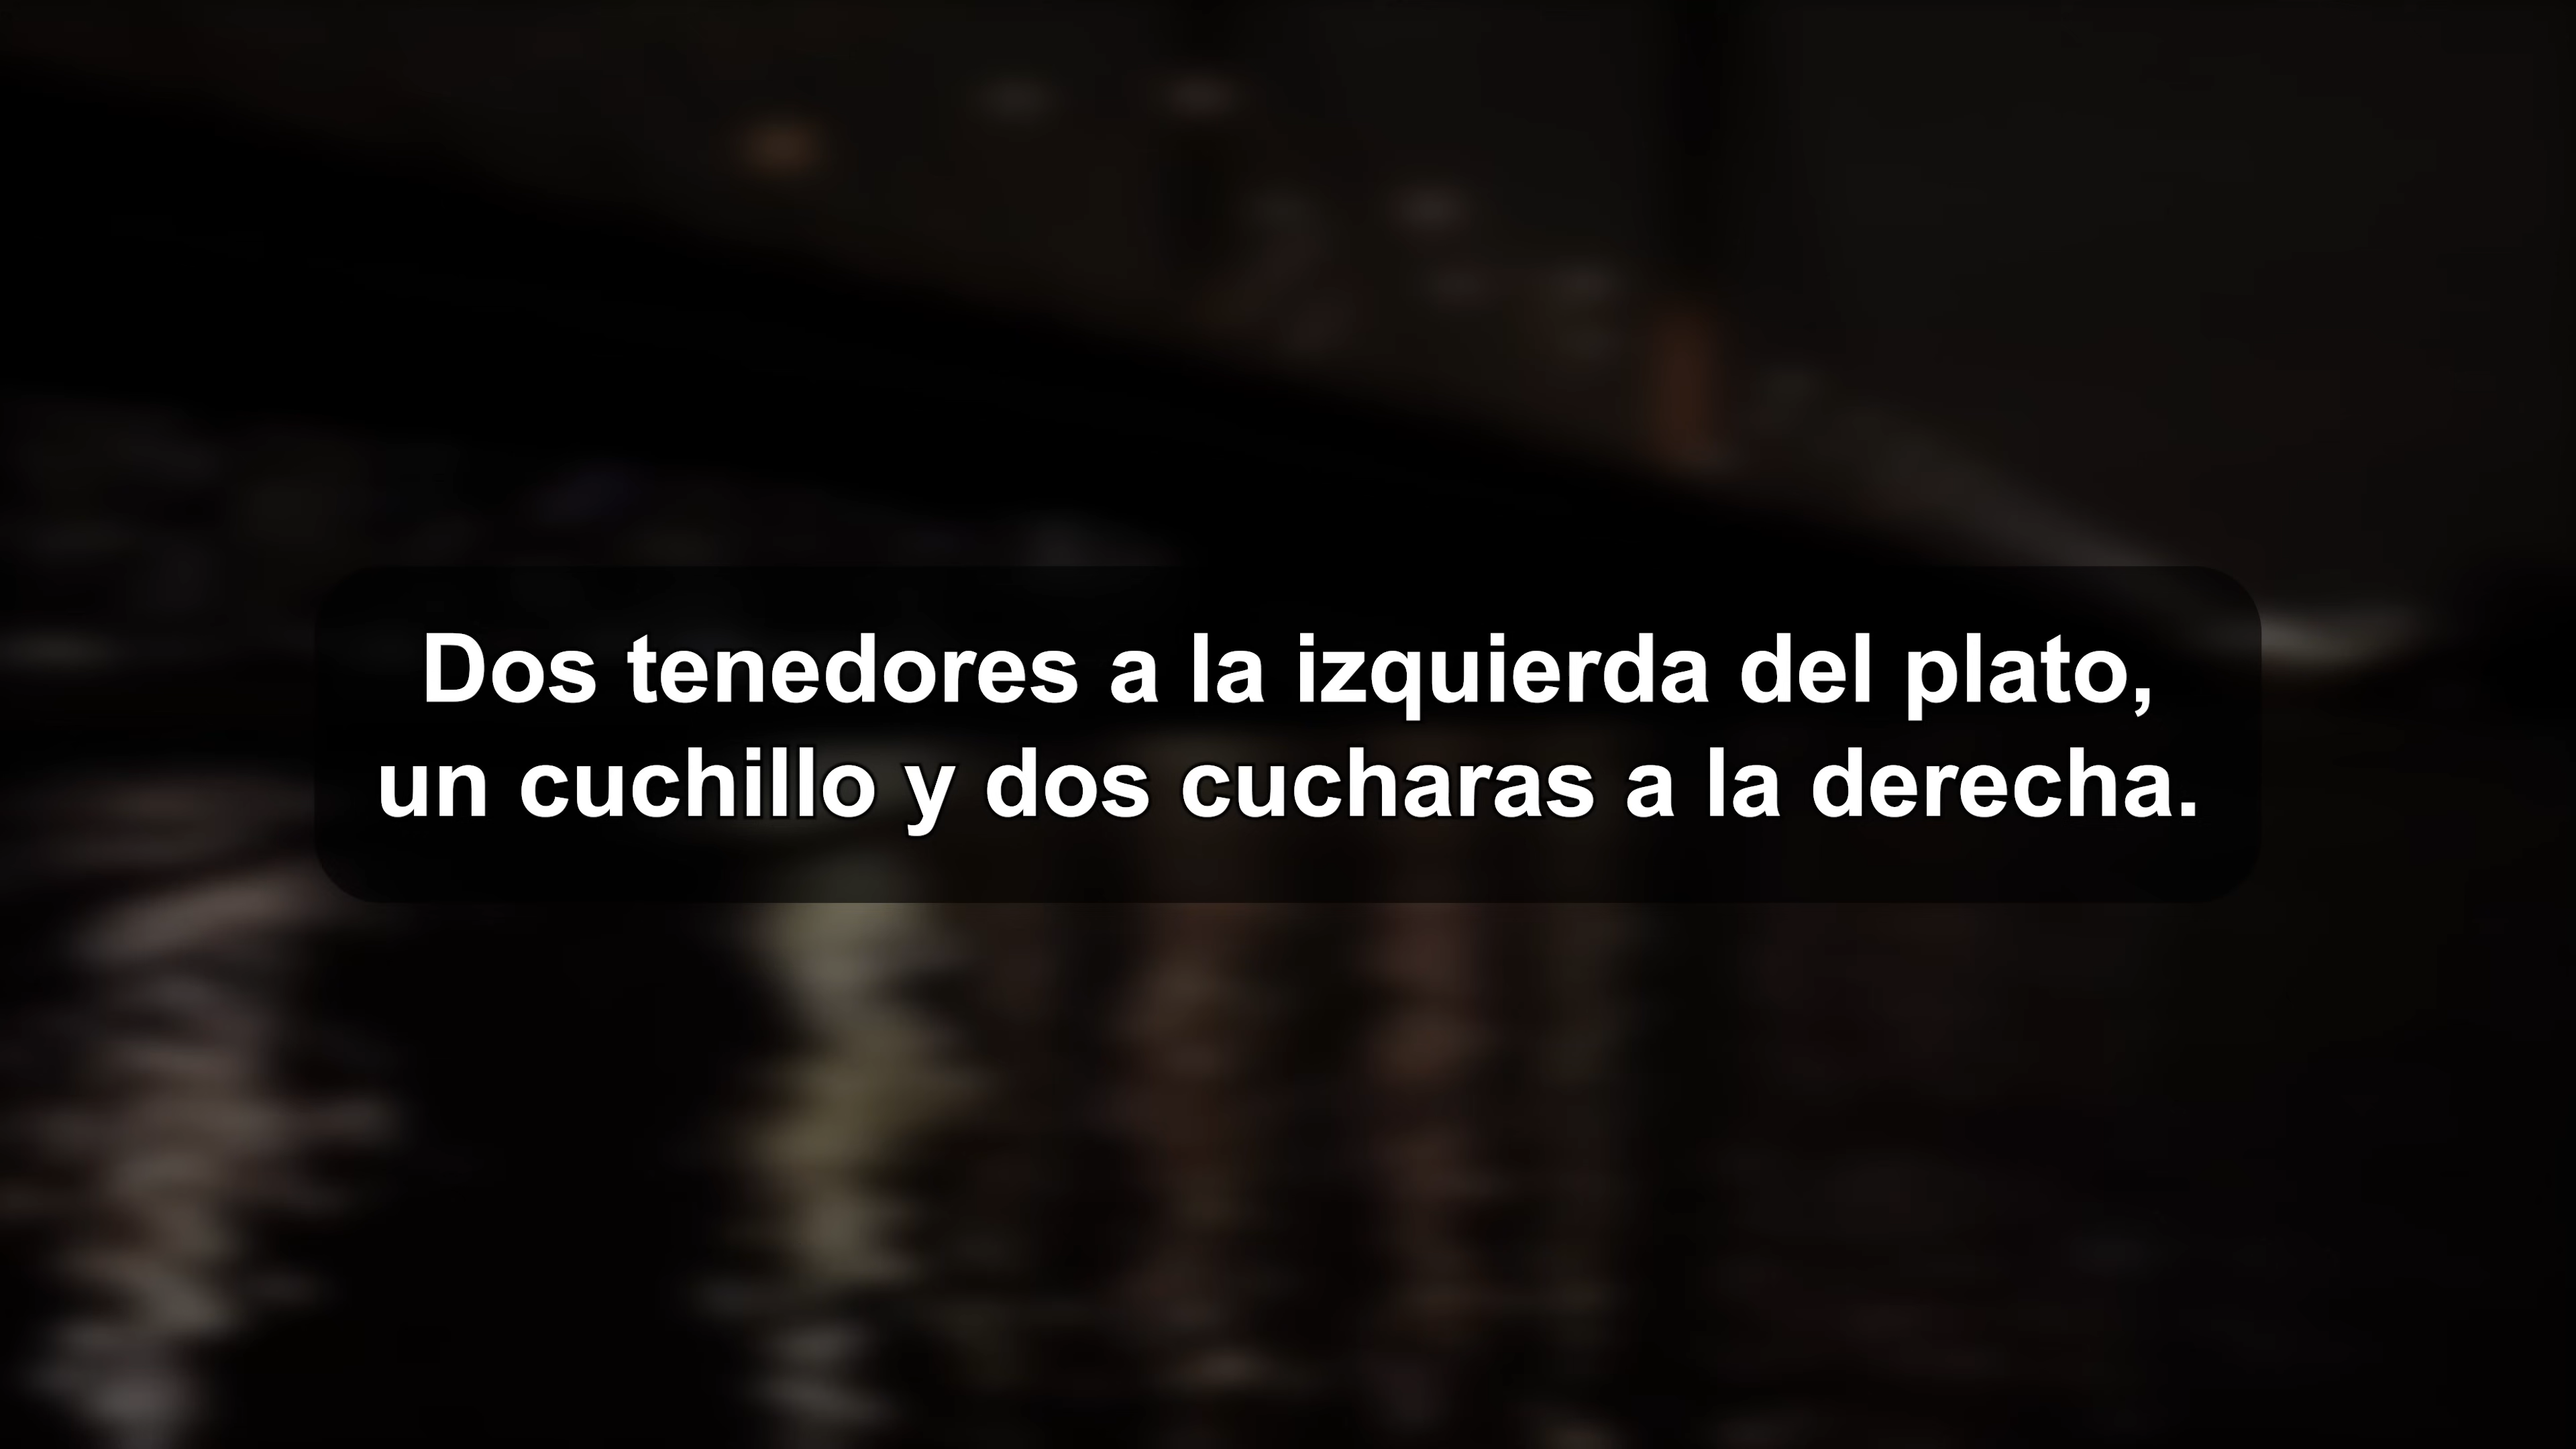 Dos tenedores a la izquierda del plato,
un cuchillo y dos cucharas a la derecha.